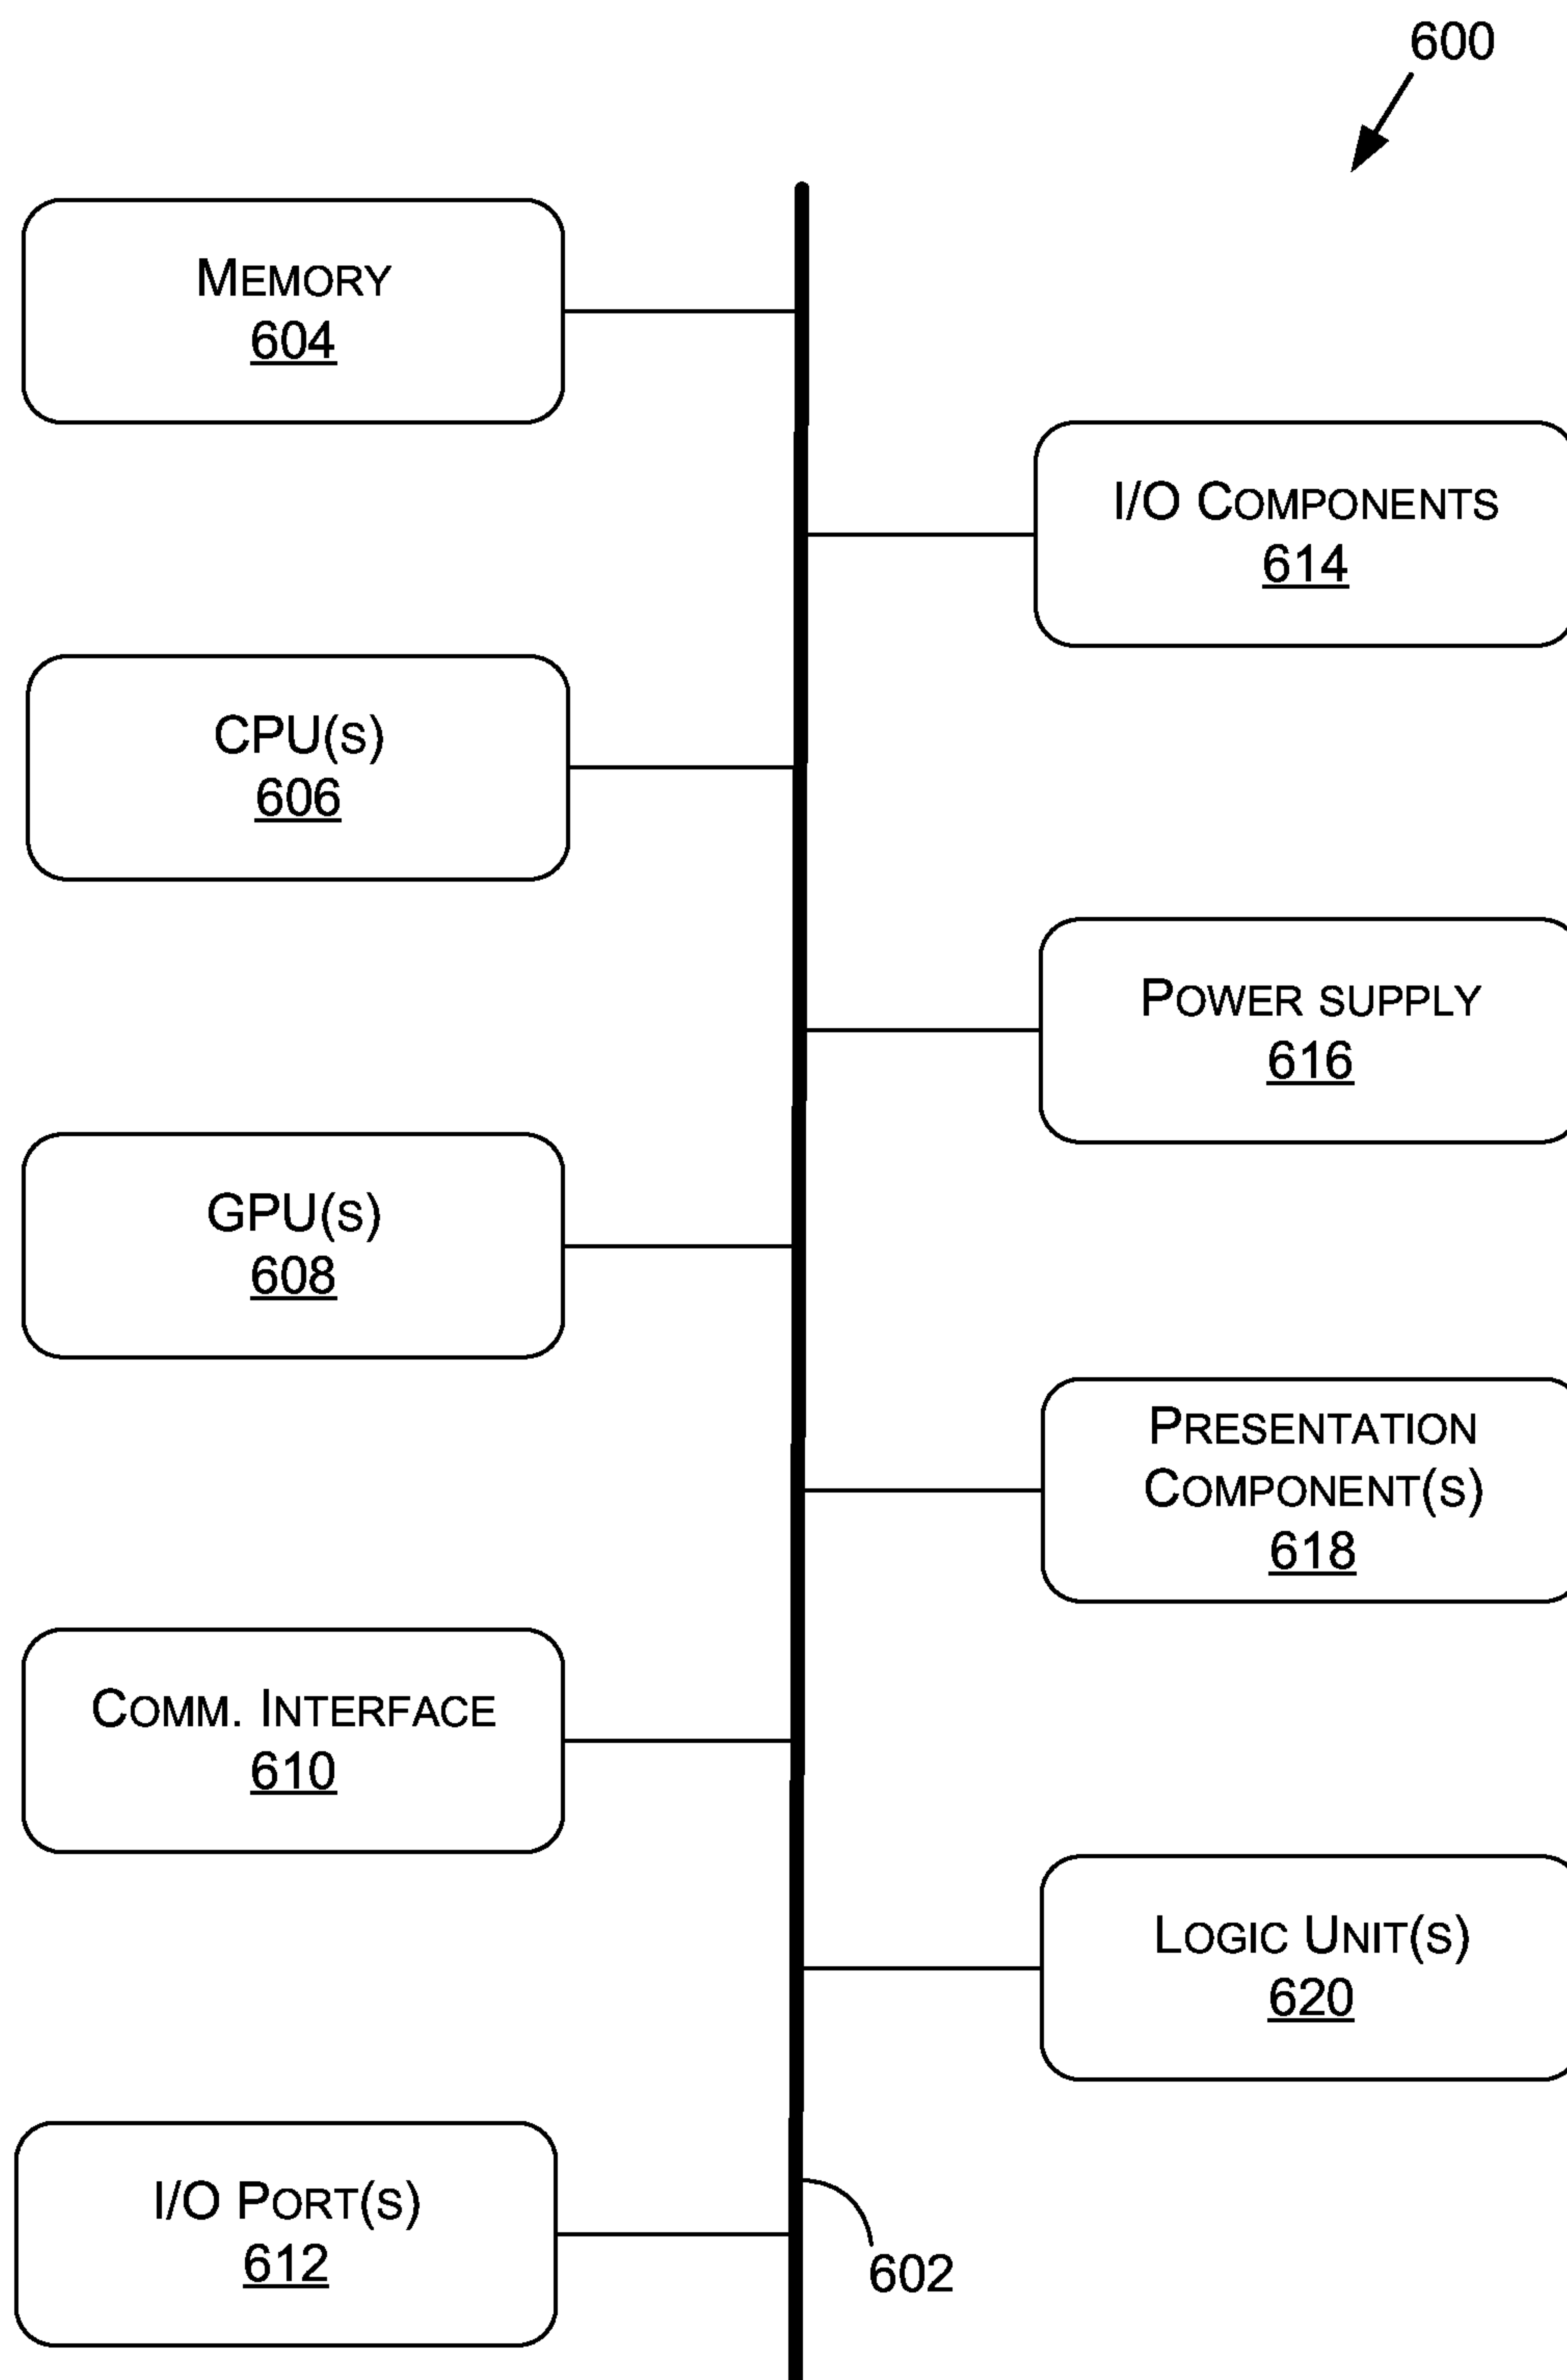 600
MEMORY
604
I/O COMPONENTS
614
CPU(S)
606
POWER SUPPLY
616
GPU(S)
608
PRESENTATION
COMPONENT(S)
618
COMM. INTERFACE
610
LOGIC UNIT(S)
620
I/O PORT(S)
612
602